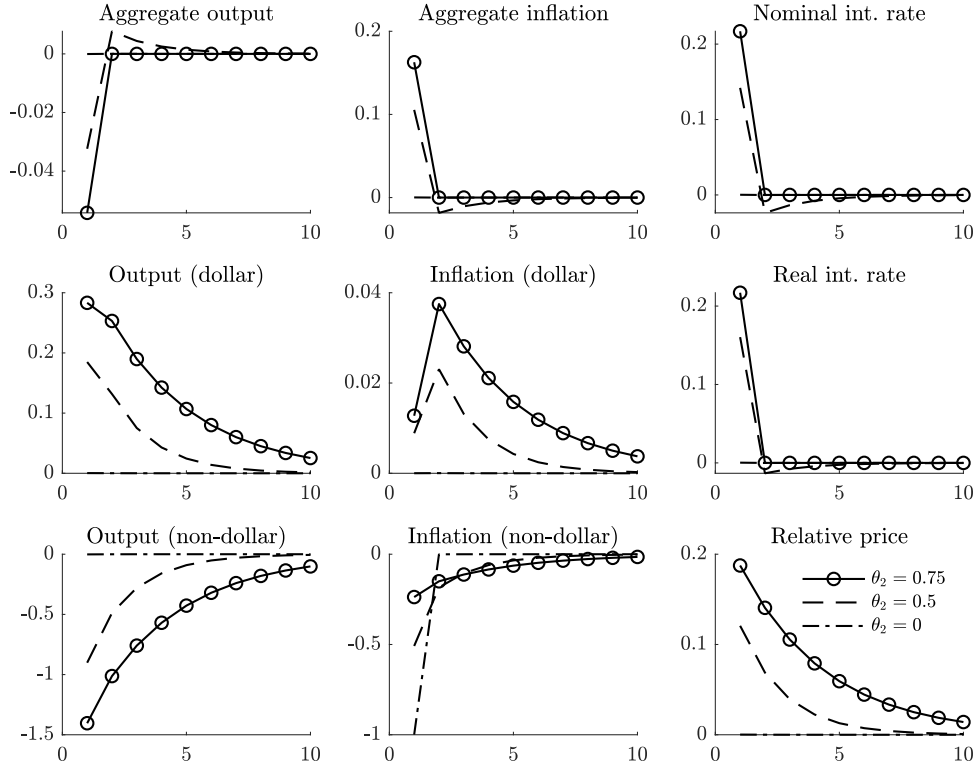 Aggregate output
Aggregate inflation
Nominal int. rate
0
-0.02
-0.04
0 5 10
0.2
0.1
0
0 5 10
0.2
0.1
0
0 5 10
Output (dollar)
Inflation (dollar)
Real int. rate
0.3
0.2
0.1
0
0 5 10
0.04
0.02
0
0 5 10
0.2
0.1
0
0 5 10
Output (non-dollar)
Inflation (non-dollar)
Relative price
0
-0.5
-1
-1.5
0 5 10
0
-0.5
-1
0 5 10
0.2
0.1
0
0 5 10
θ₂ = 0.75
θ₂ = 0.5
θ₂ = 0